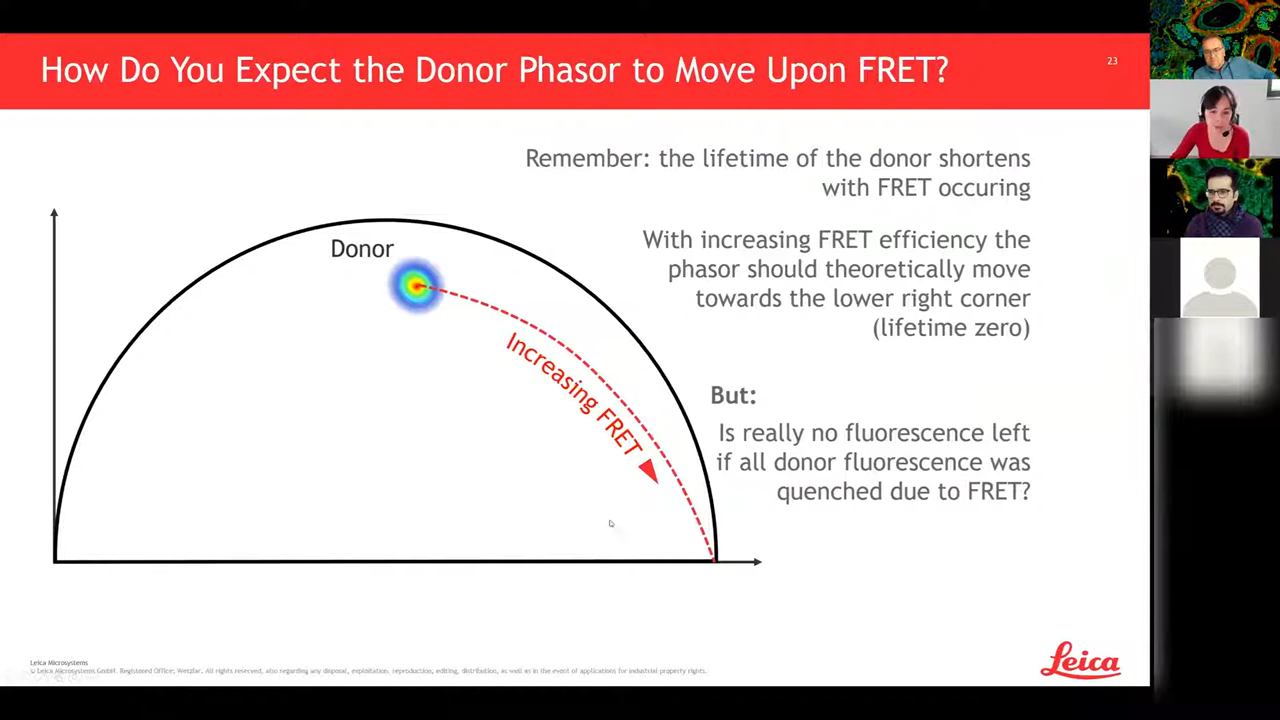 How Do You Expect the Donor Phasor to Move Upon FRET?
23
Remember: the lifetime of the donor shortens
with FRET occuring
With increasing FRET efficiency the
phasor should theoretically move
towards the lower right corner
(lifetime zero)
But:
Is really no fluorescence left
if all donor fluorescence was
quenched due to FRET?
Donor
Increasing FRET
Leica Microsystems
© Leica Microsystems GmbH. Registered Office: Wetzlar. All rights reserved, also regarding any disposal, exploitation, reproduction, editing, distribution, as well as in the event of applications for industrial property rights.
Leica